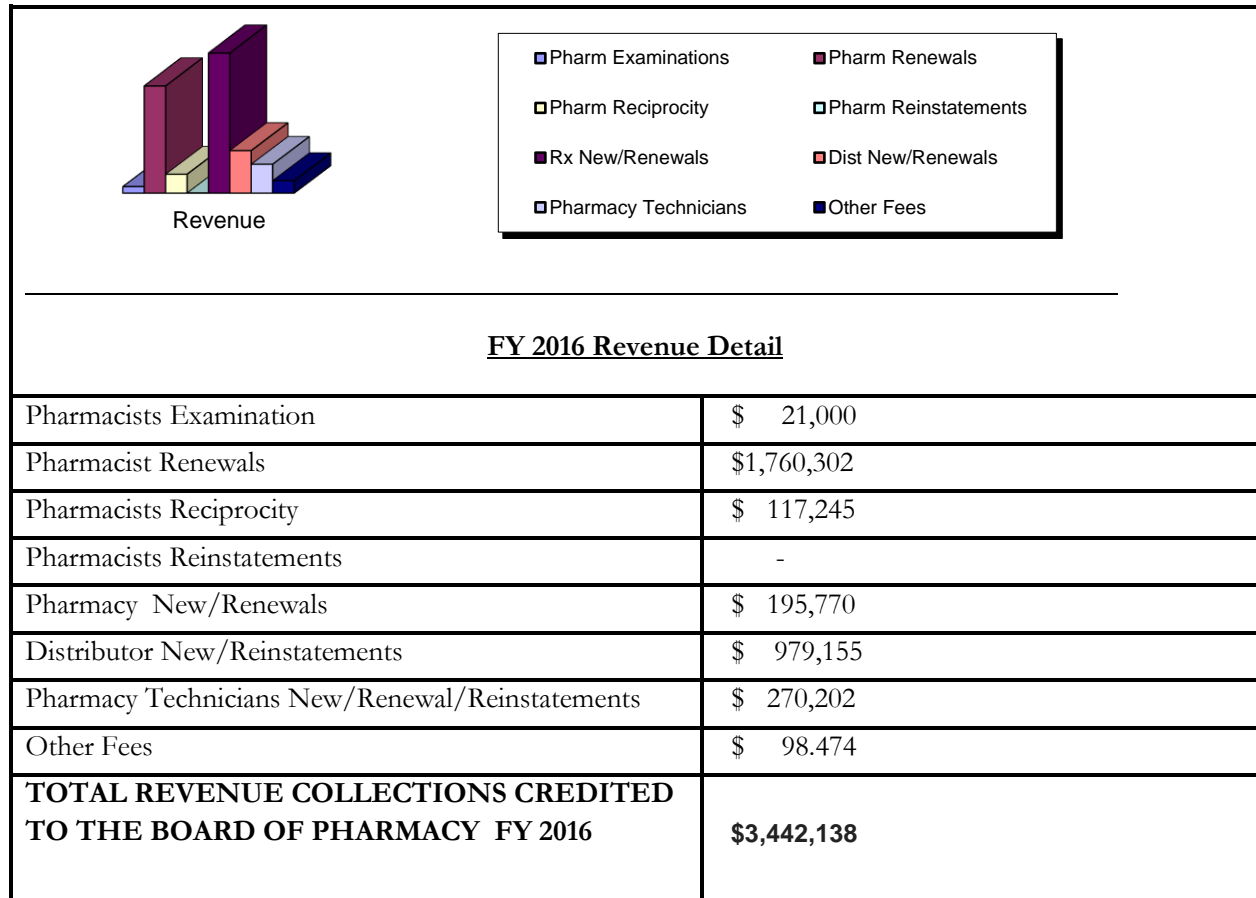 Revenue
Pharm Examinations Pharm Renewals
Pharm Reciprocity Pharm Reinstatements
Rx New/Renewals Dist New/Renewals
Pharmacy Technicians Other Fees
FY 2016 Revenue Detail
Pharmacists Examination $ 21,000
Pharmacist Renewals $1,760,302
Pharmacists Reciprocity $ 117,245
Pharmacists Reinstatements -
Pharmacy New/Renewals $ 195,770
Distributor New/Reinstatements $ 979,155
Pharmacy Technicians New/Renewal/Reinstatements $ 270,202
Other Fees $ 98.474
TOTAL REVENUE COLLECTIONS CREDITED
TO THE BOARD OF PHARMACY FY 2016 $3,442,138